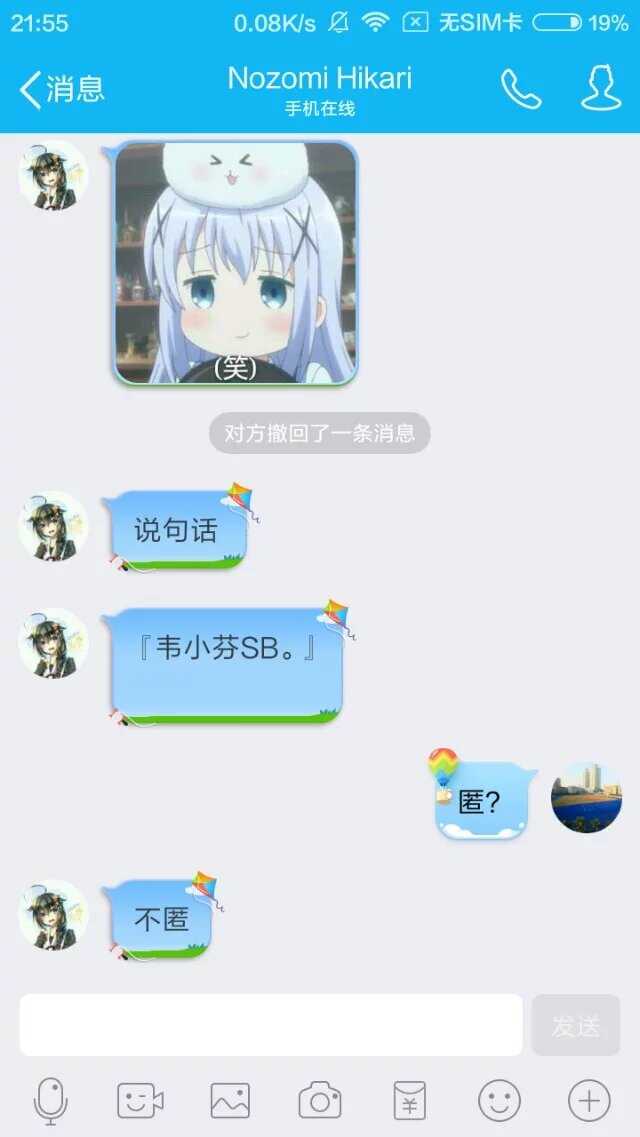 21:55 0.08K/s 无SIM卡 19%
消息
Nozomi Hikari
手机在线
(笑)
对方撤回了一条消息
说句话
『韦小芬SB。』
匿?
不匿
发送